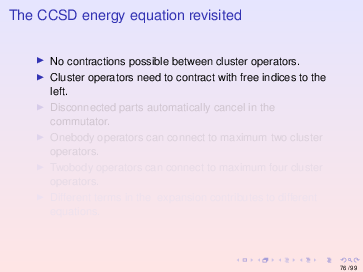 The CCSD energy equation revisited
No contractions possible between cluster operators.
Cluster operators need to contract with free indices to the
left.
Disconnected parts automatically cancel in the
commutator.
Onebody operators can connect to maximum two cluster
operators.
Twobody operators can connect to maximum four cluster
operators.
equations.
76 / 99